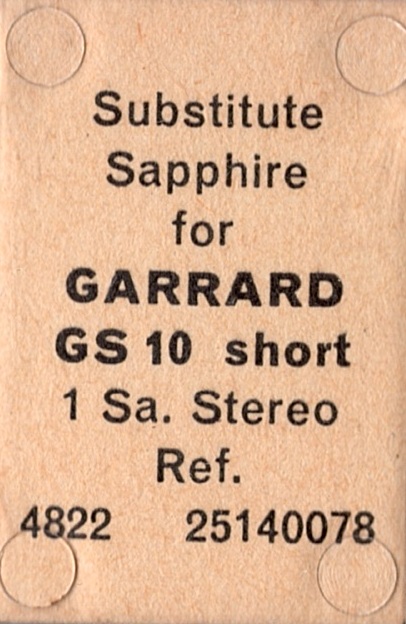 Substitute
Sapphire
for
GARRARD
GS 10 short
1 Sa. Stereo
Ref.
4822 25140078